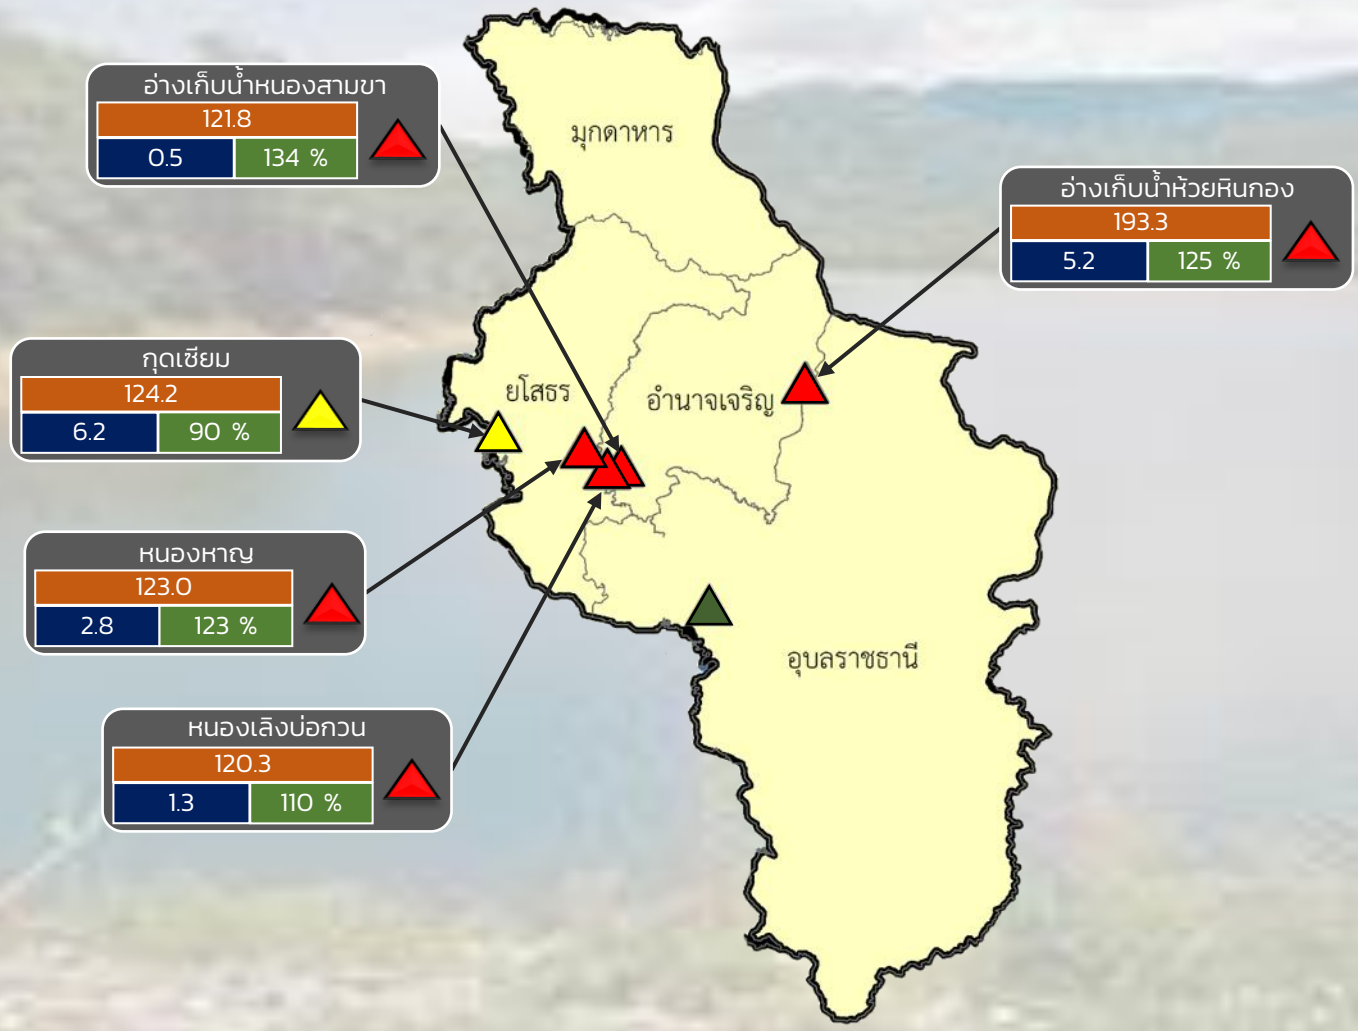 อ่างเก็บน้ำหนองสามขา
121.8
0.5 134 %
มุกดาหาร
อ่างเก็บน้ำห้วยหินกอง
193.3
5.2 125 %
กุดเซียม
124.2
6.2 90 %
ยโสธร
อำนาจเจริญ
หนองหาญ
123.0
2.8 123 %
อุบลราชธานี
หนองเลิงบ่อกวน
120.3
1.3 110 %